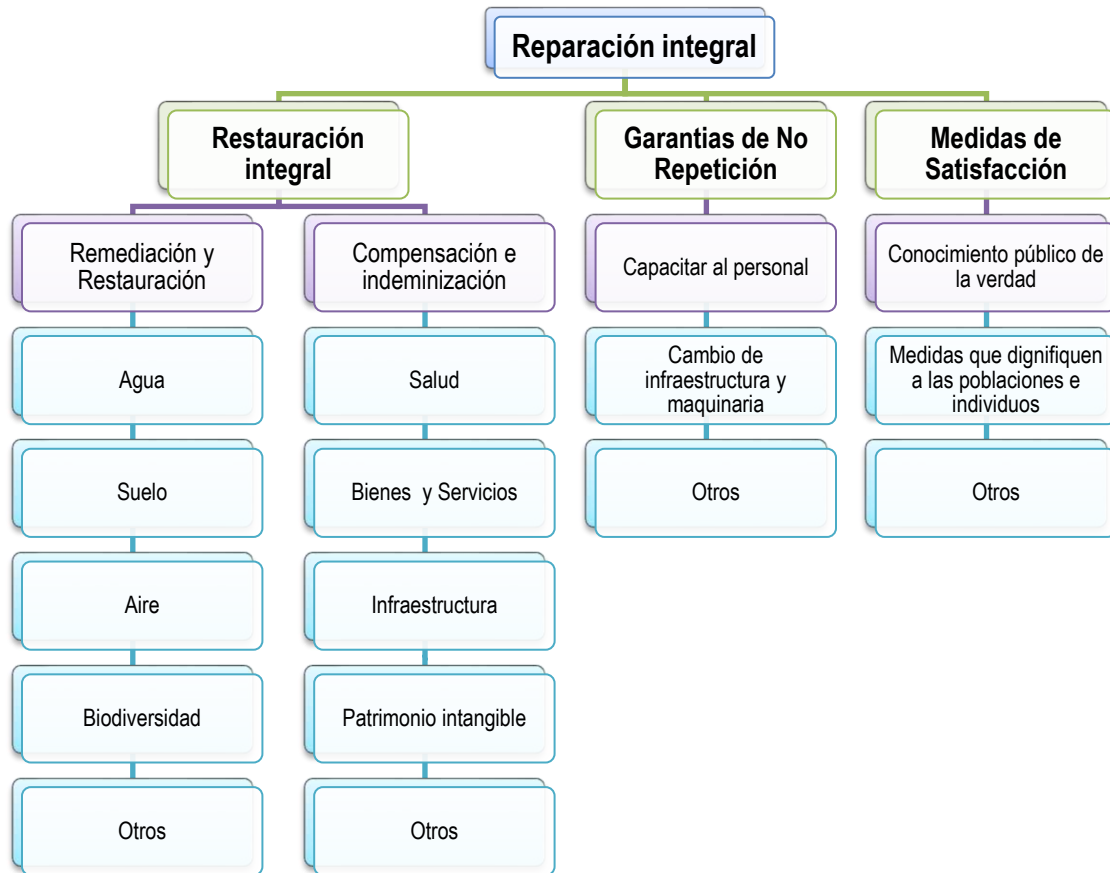 Reparación integral
Restauración
integral
Garantias de No
Repetición
Medidas de
Satisfacción
Remediación y
Restauración
Compensación e
indeminización
Capacitar al personal
Conocimiento público de
la verdad
Agua
Salud
Cambio de
infraestructura y
maquinaria
Medidas que dignifiquen
a las poblaciones e
individuos
Suelo
Bienes y Servicios
Otros
Otros
Aire
Infraestructura
Biodiversidad
Patrimonio intangible
Otros
Otros